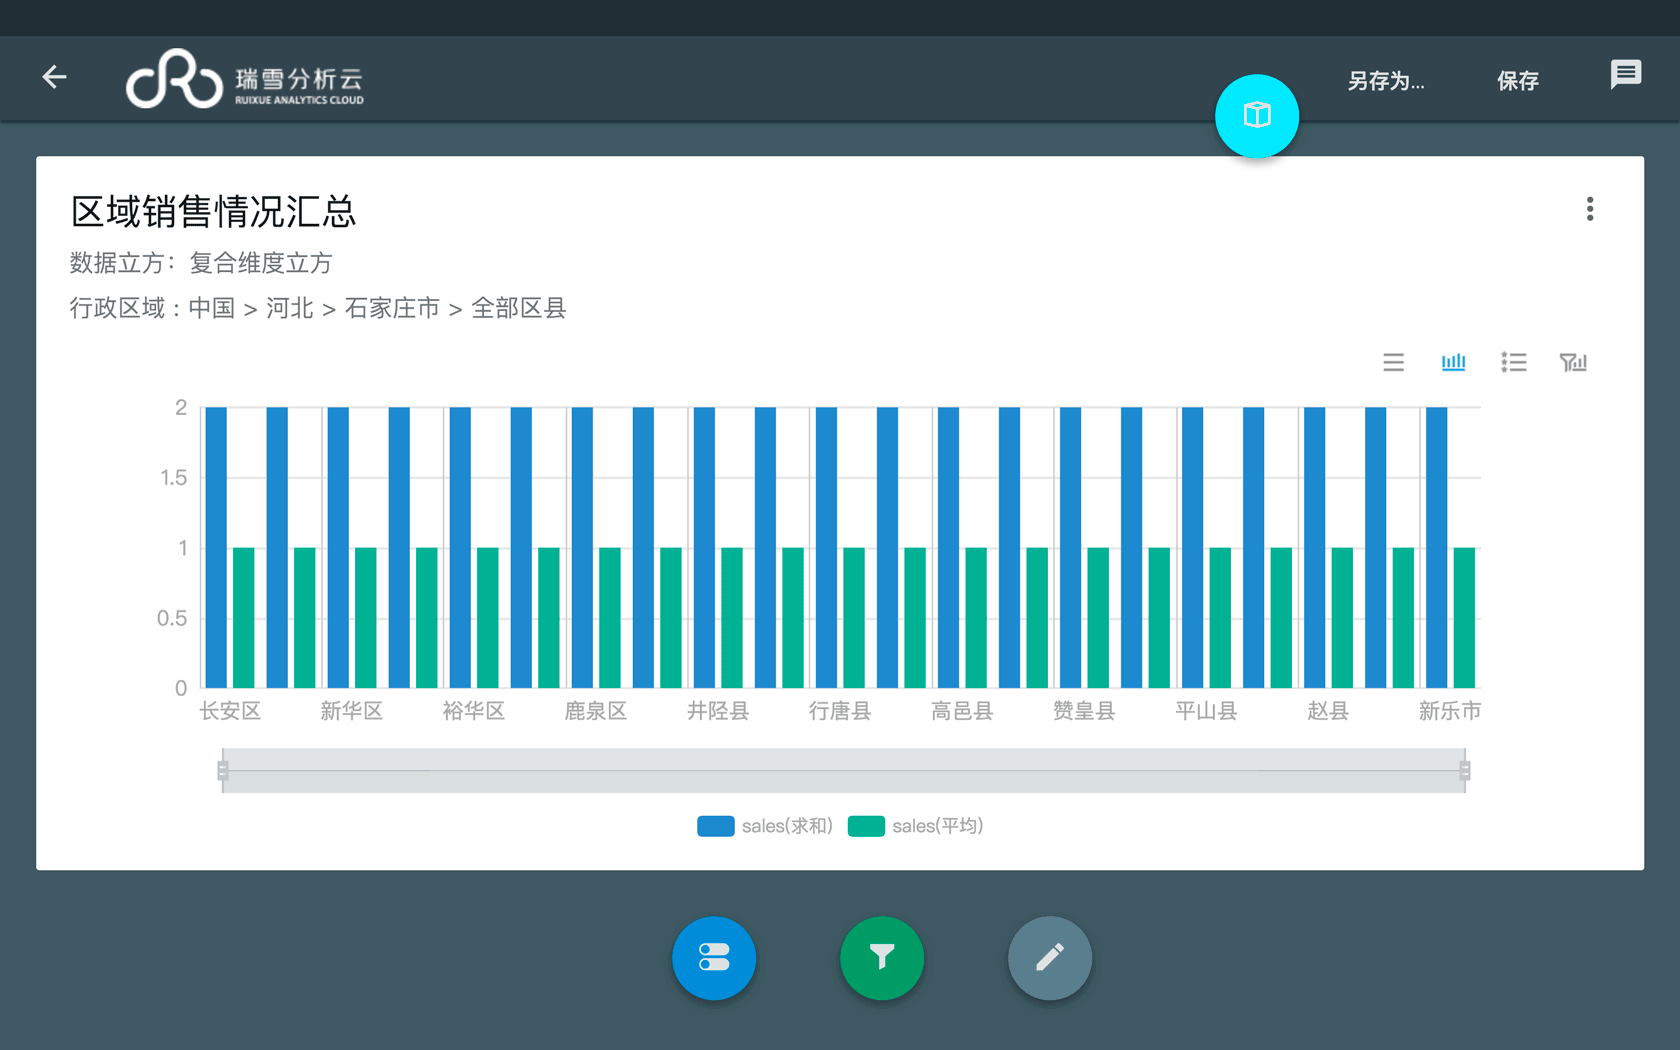 瑞雪分析云
RUIXUE ANALYTICS CLOUD
另存为...
保存
区域销售情况汇总
数据立方：复合维度立方
行政区域：中国 > 河北 > 石家庄市 > 全部区县
2
1.5
1
0.5
0
长安区 新华区 裕华区 鹿泉区 井陉县 行唐县 高邑县 赞皇县 平山县 赵县 新乐市
sales(求和) sales(平均)